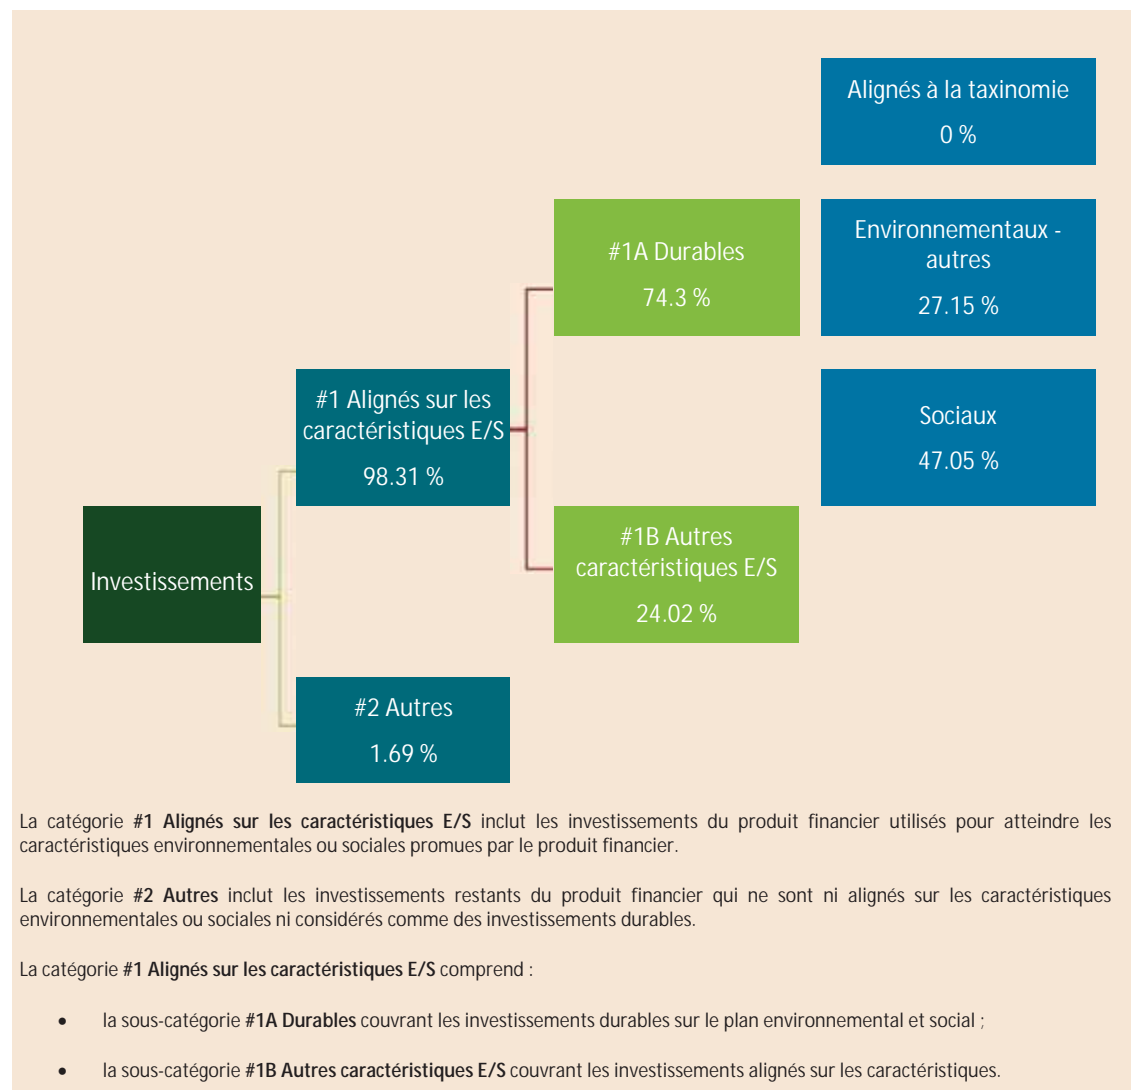 Alignés à la taxinomie
0 %
Environnementaux -
autres
27.15 %
#1A Durables
74.3 %
Sociaux
47.05 %
#1 Alignés sur les
caractéristiques E/S
98.31 %
#1B Autres
caractéristiques E/S
24.02 %
Investissements
#2 Autres
1.69 %
La catégorie #1 Alignés sur les caractéristiques E/S inclut les investissements du produit financier utilisés pour atteindre les
caractéristiques environnementales ou sociales promues par le produit financier.
La catégorie #2 Autres inclut les investissements restants du produit financier qui ne sont ni alignés sur les caractéristiques
environnementales ou sociales ni considérés comme des investissements durables.
La catégorie #1 Alignés sur les caractéristiques E/S comprend :
• la sous-catégorie #1A Durables couvrant les investissements durables sur le plan environnemental et social ;
• la sous-catégorie #1B Autres caractéristiques E/S couvrant les investissements alignés sur les caractéristiques.